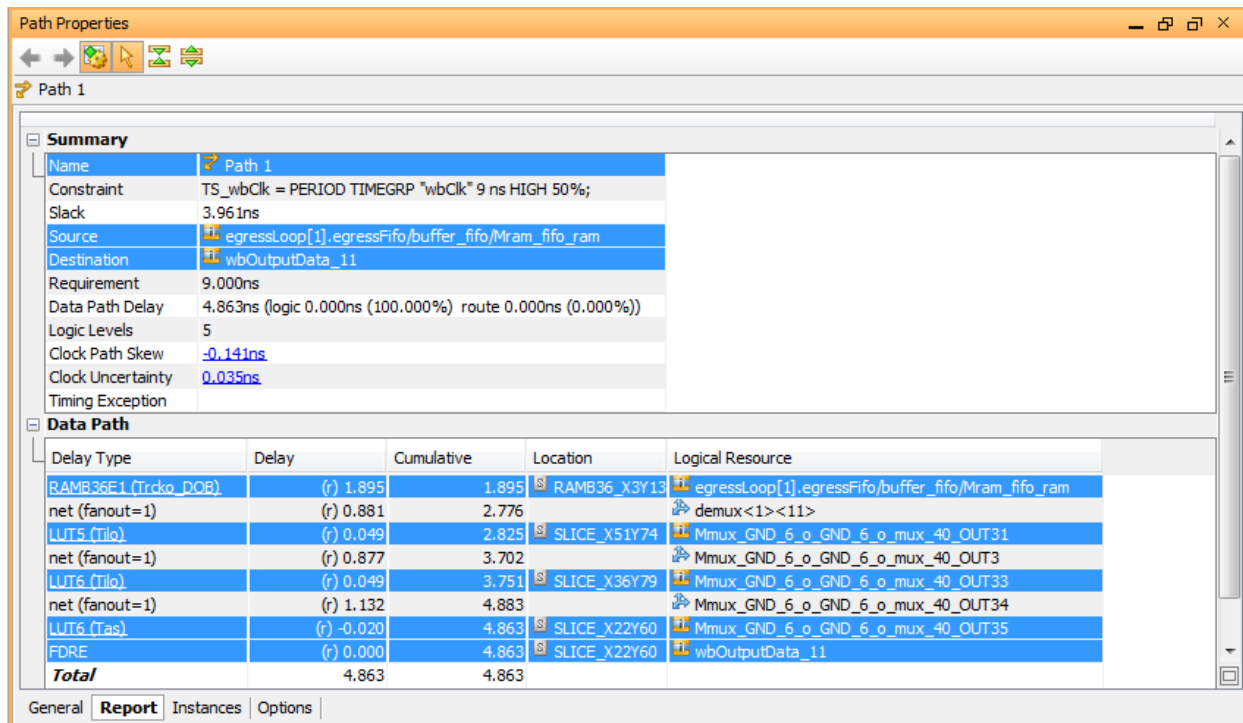 Path Properties
Path 1
Summary
Name Path 1
Constraint TS_wbClk = PERIOD TIMEGRP "wbClk" 9 ns HIGH 50%;
Slack 3.961ns
Source egressLoop[1].egressFifo/buffer_fifo/Mram_fifo_ram
Destination wbOutputData_11
Requirement 9.000ns
Data Path Delay 4.863ns (logic 0.000ns (100.000%) route 0.000ns (0.000%))
Logic Levels 5
Clock Path Skew -0.141ns
Clock Uncertainty 0.035ns
Timing Exception
Data Path
Delay Type Delay Cumulative Location Logical Resource
RAMB36E1 (Trcko_DOB) (r) 1.895 1.895 RAMB36_X3Y13 egressLoop[1].egressFifo/buffer_fifo/Mram_fifo_ram
net (fanout=1) (r) 0.881 2.776 demux<1><11>
LUT5 (Tilo) (r) 0.049 2.825 SLICE_X51Y74 Mmux_GND_6_o_GND_6_o_mux_40_OUT31
net (fanout=1) (r) 0.877 3.702 Mmux_GND_6_o_GND_6_o_mux_40_OUT3
LUT6 (Tilo) (r) 0.049 3.751 SLICE_X36Y79 Mmux_GND_6_o_GND_6_o_mux_40_OUT33
net (fanout=1) (r) 1.132 4.883 Mmux_GND_6_o_GND_6_o_mux_40_OUT34
LUT6 (Tas) (r) -0.020 4.863 SLICE_X22Y60 Mmux_GND_6_o_GND_6_o_mux_40_OUT35
FDRE (r) 0.000 4.863 SLICE_X22Y60 wbOutputData_11
Total 4.863 4.863
General Report Instances Options